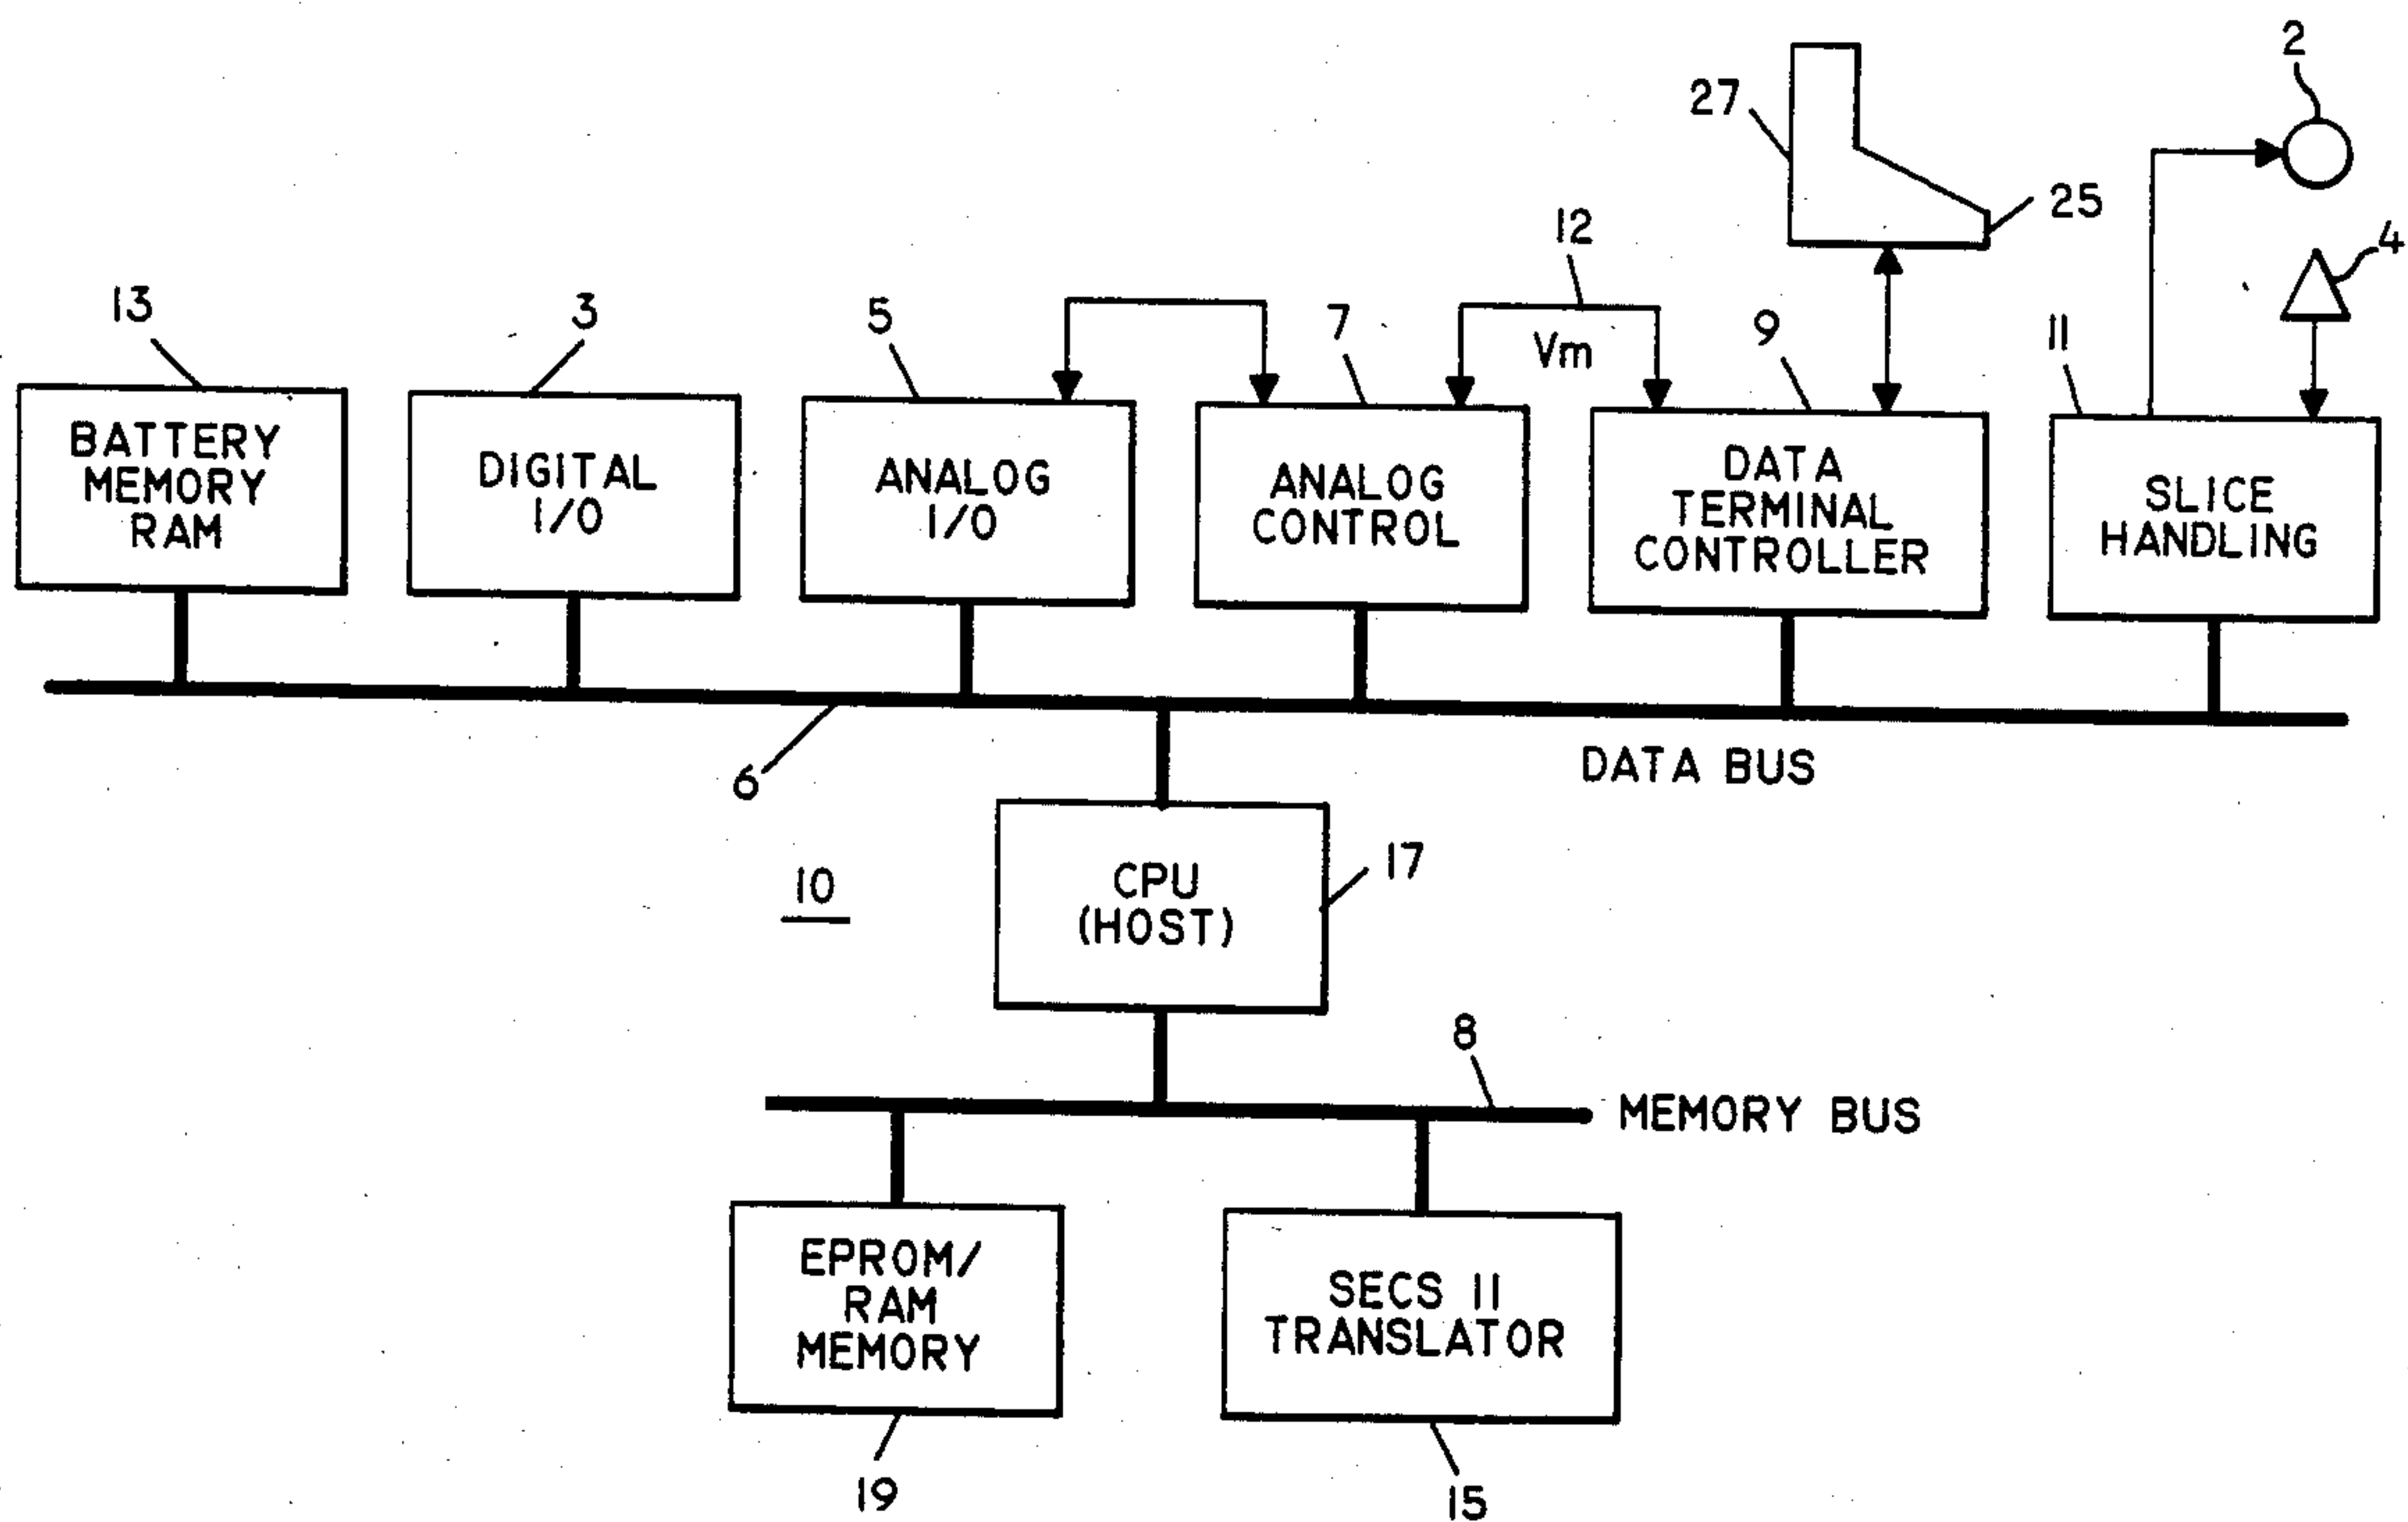 2
27
25
12
4
13
3
5
7
Vm
9
11
BATTERY
MEMORY
RAM
DIGITAL
I/O
ANALOG
I/O
ANALOG
CONTROL
DATA
TERMINAL
CONTROLLER
SLICE
HANDLING
6
DATA BUS
10
CPU
(HOST)
17
8
MEMORY BUS
EPROM/
RAM
MEMORY
SECS II
TRANSLATOR
19
15